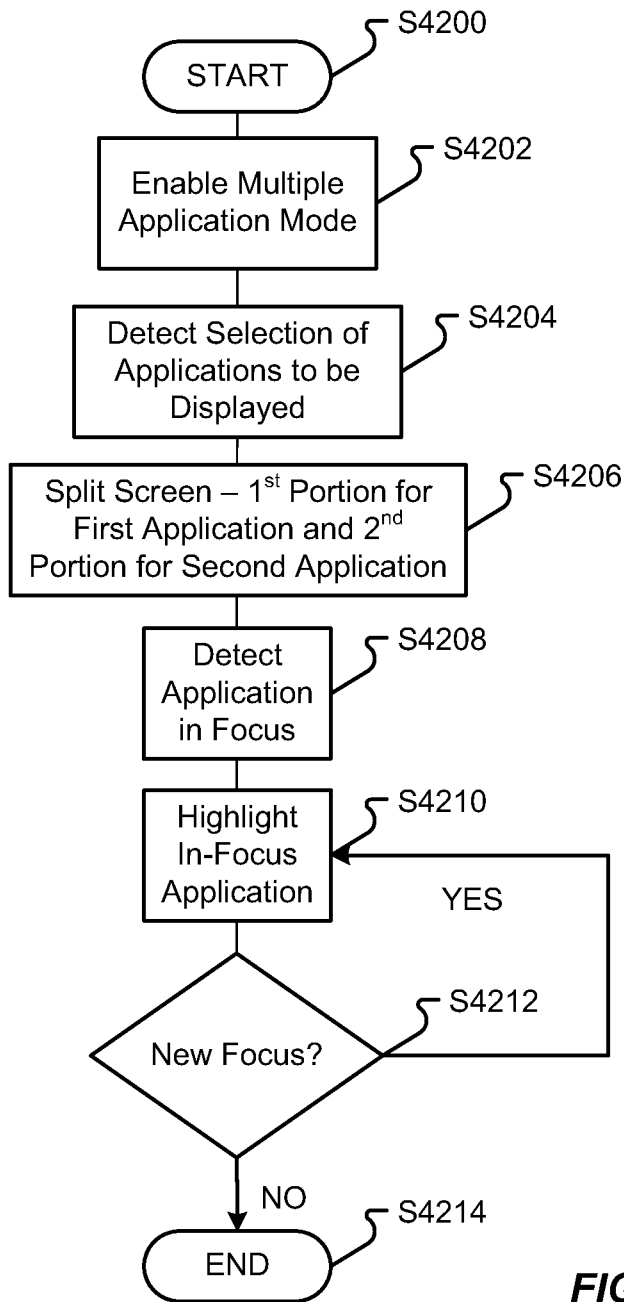 S4200
START
S4202
Enable Multiple
Application Mode
S4204
Detect Selection of
Applications to be
Displayed
S4206
Split Screen – 1st Portion for
First Application and 2nd
Portion for Second Application
S4208
Detect
Application
in Focus
S4210
Highlight
In-Focus
Application
YES
S4212
New Focus?
NO
S4214
END
FIG